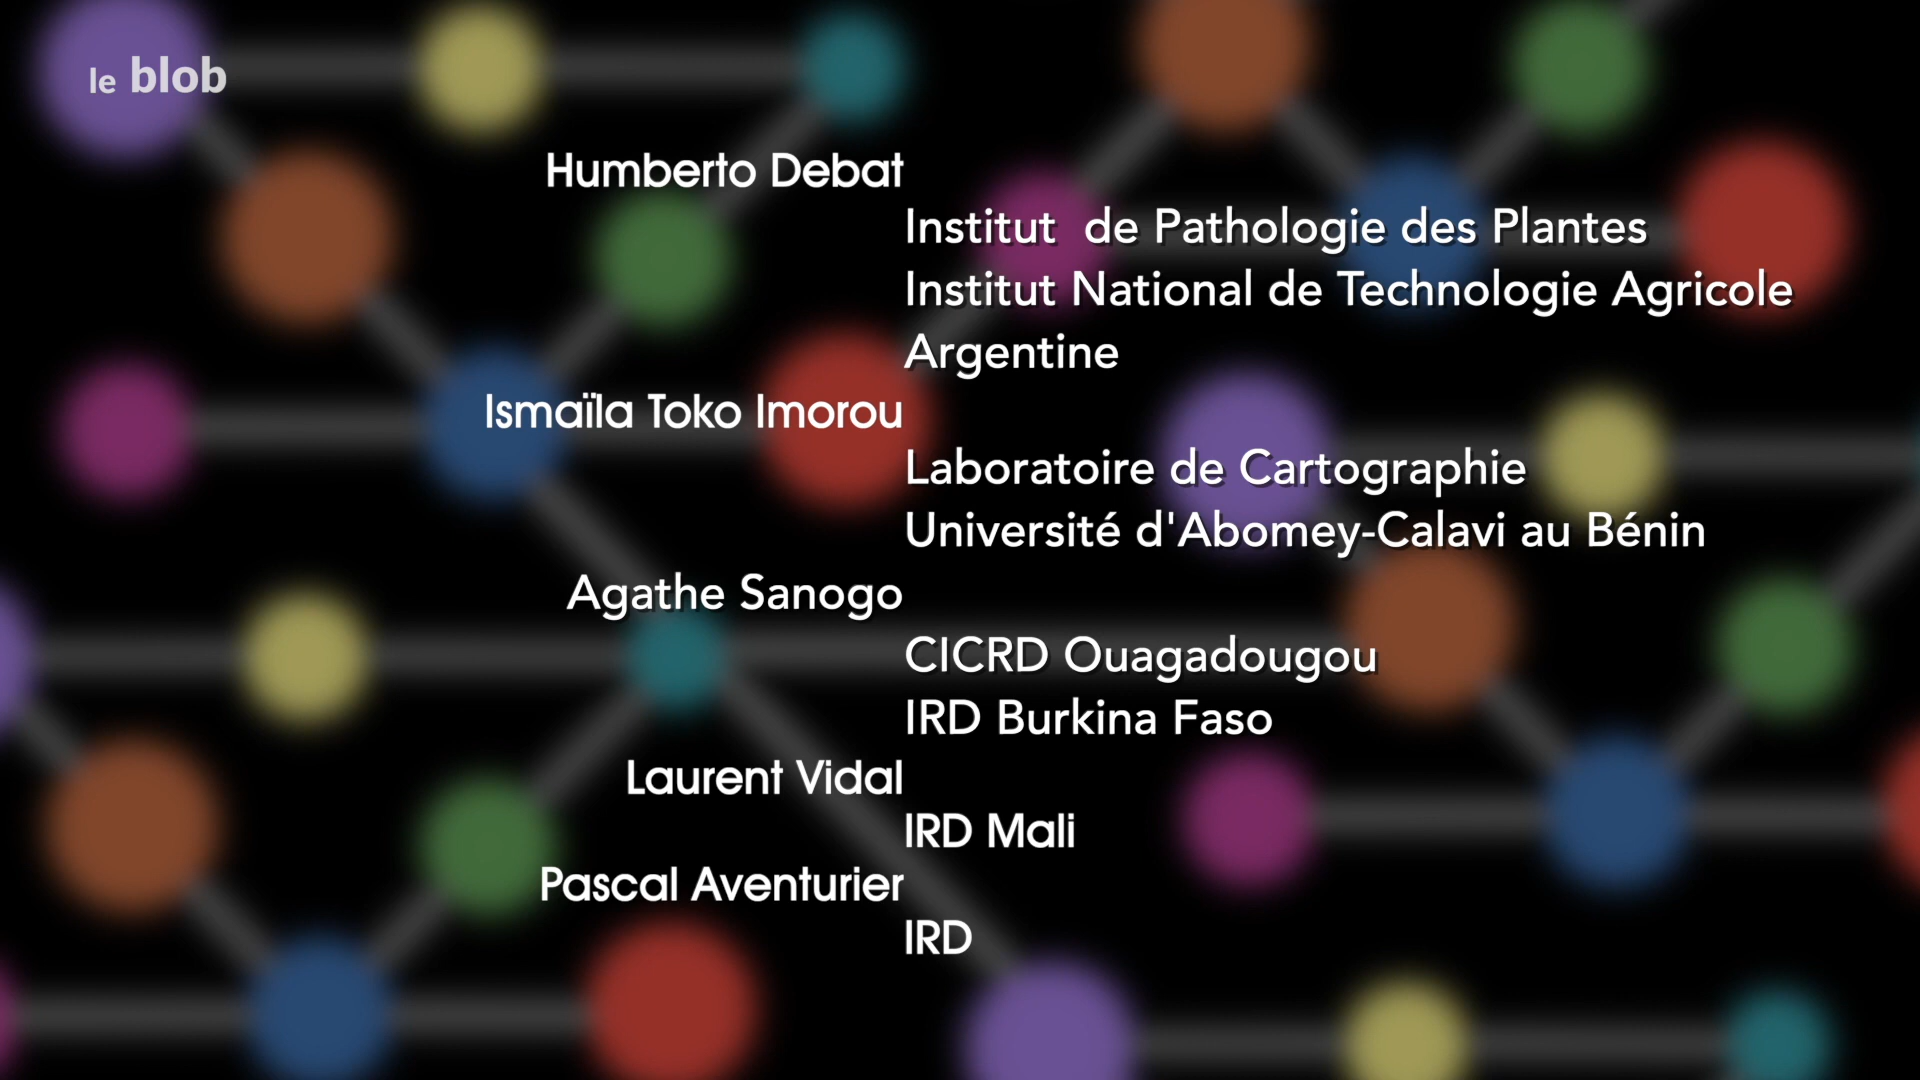 le blob
Humberto Debat
Institut  de Pathologie des Plantes
Institut National de Technologie Agricole
Argentine
Ismaïla Toko Imorou
Laboratoire de Cartographie
Université d'Abomey-Calavi au Bénin
Agathe Sanogo
CICRD Ouagadougou
IRD Burkina Faso
Laurent Vidal
IRD Mali
Pascal Aventurier
IRD